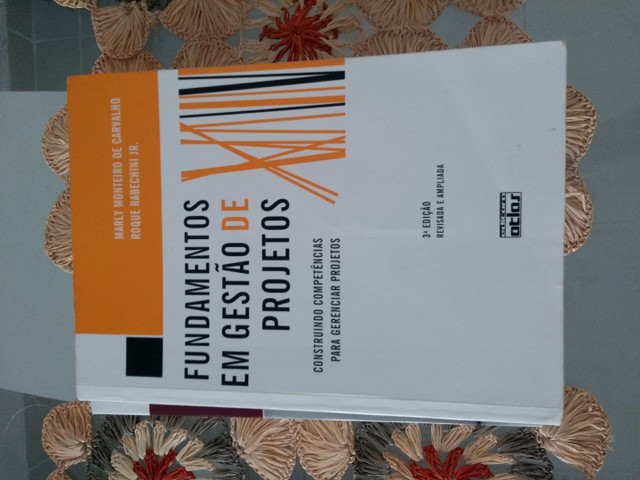 MARLY MONTEIRO DE CARVALHO
ROQUE RABECHINI JR.
FUNDAMENTOS
EM GESTÃO DE
PROJETOS
CONSTRUINDO COMPETÊNCIAS
PARA GERENCIAR PROJETOS
3ª EDIÇÃO
REVISADA E AMPLIADA
atlas